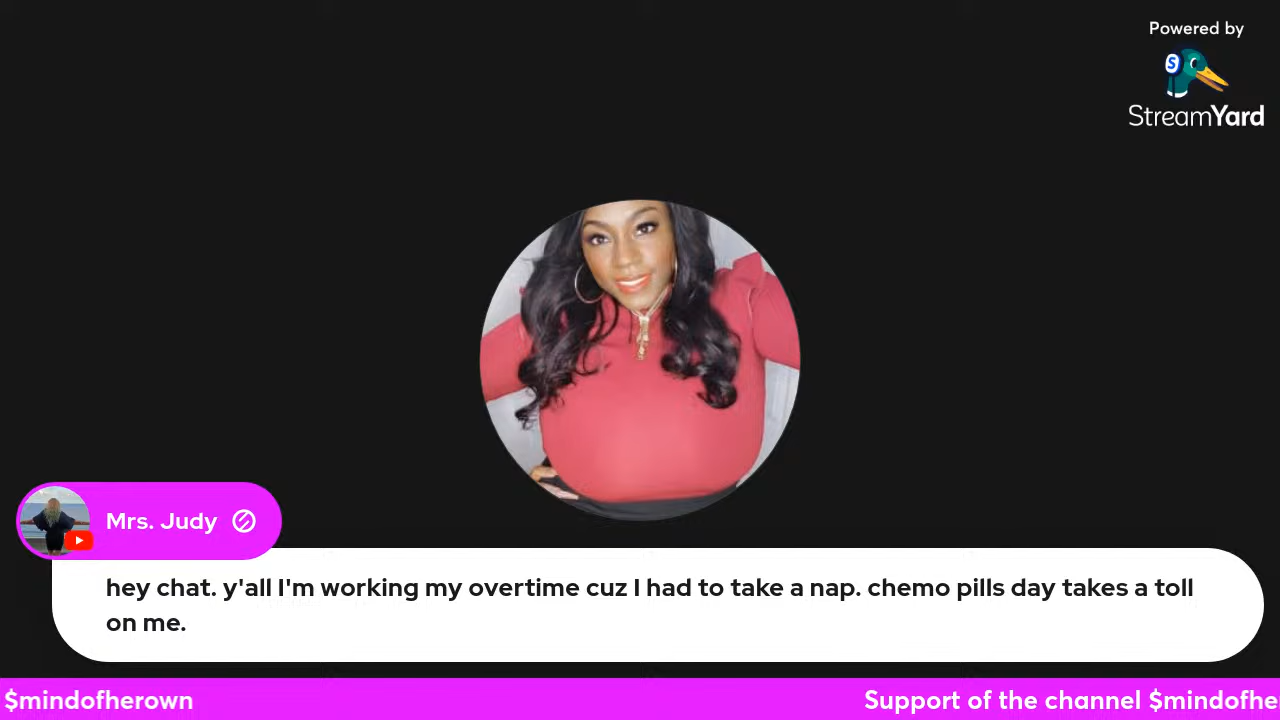 Powered by
S
StreamYard
Mrs. Judy
hey chat. y'all I'm working my overtime cuz I had to take a nap. chemo pills day takes a toll
on me.
$mindofherown
Support of the channel $mindofhe